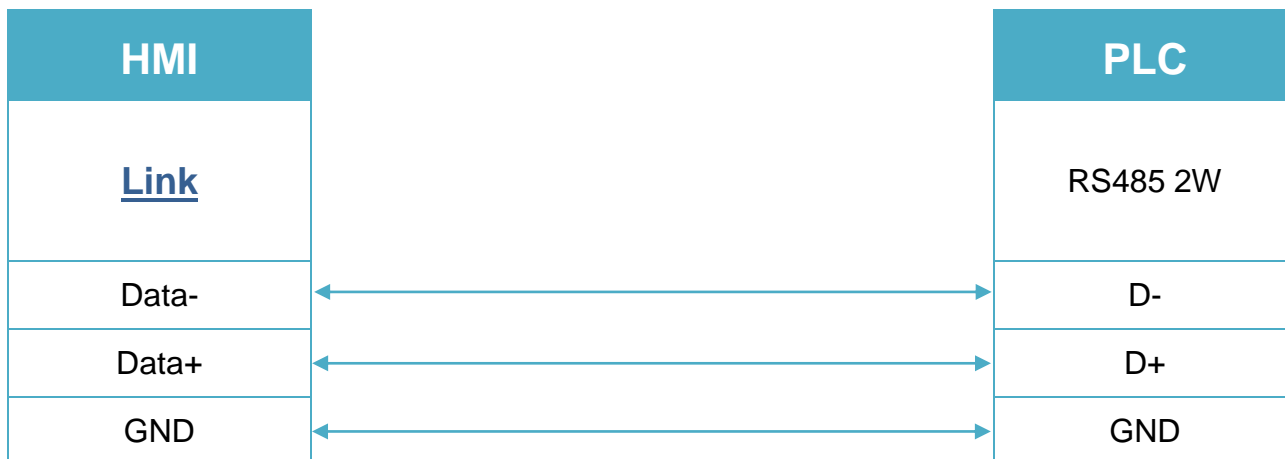 HMI PLC
Link RS485 2W
Data- D-
Data+ D+
GND GND